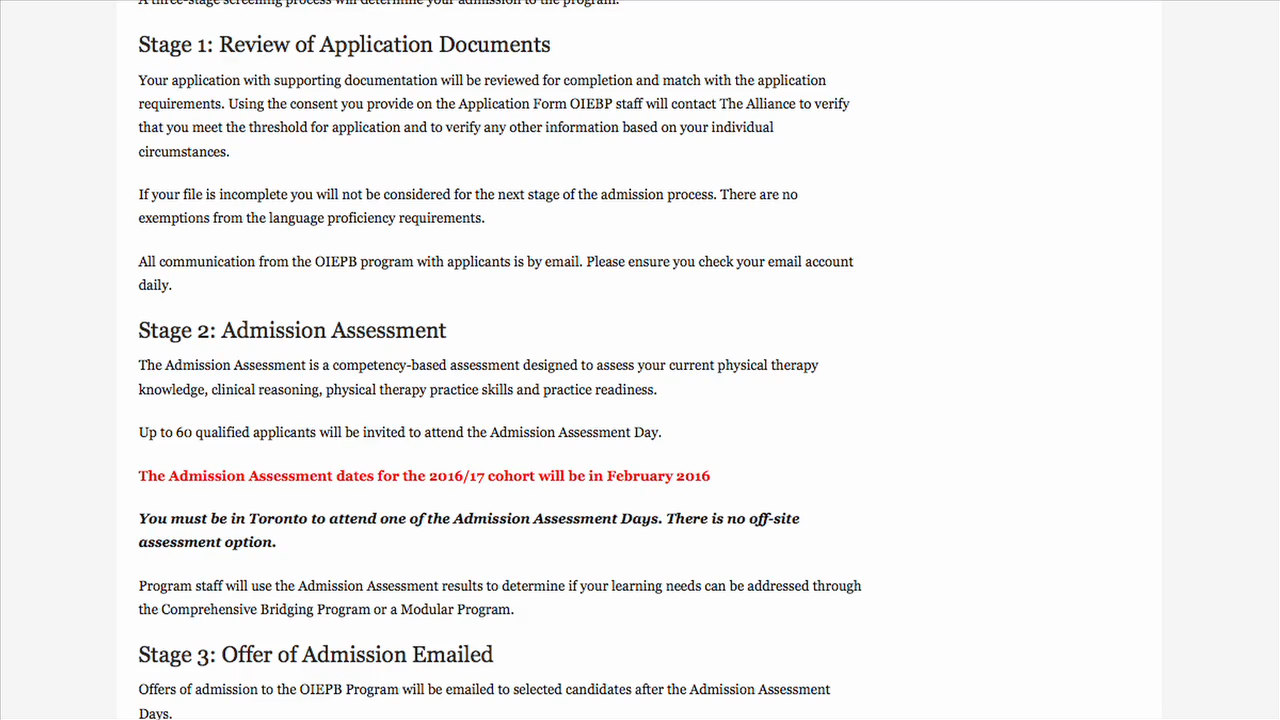 A three-stage screening process will determine your admission to the program.
Stage 1: Review of Application Documents
Your application with supporting documentation will be reviewed for completion and match with the application
requirements. Using the consent you provide on the Application Form OIEBP staff will contact The Alliance to verify
that you meet the threshold for application and to verify any other information based on your individual
circumstances.
If your file is incomplete you will not be considered for the next stage of the admission process. There are no
exemptions from the language proficiency requirements.
All communication from the OIEPB program with applicants is by email. Please ensure you check your email account
daily.
Stage 2: Admission Assessment
The Admission Assessment is a competency-based assessment designed to assess your current physical therapy
knowledge, clinical reasoning, physical therapy practice skills and practice readiness.
Up to 60 qualified applicants will be invited to attend the Admission Assessment Day.
The Admission Assessment dates for the 2016/17 cohort will be in February 2016
You must be in Toronto to attend one of the Admission Assessment Days. There is no off-site
assessment option.
Program staff will use the Admission Assessment results to determine if your learning needs can be addressed through
the Comprehensive Bridging Program or a Modular Program.
Stage 3: Offer of Admission Emailed
Offers of admission to the OIEPB Program will be emailed to selected candidates after the Admission Assessment
Days.